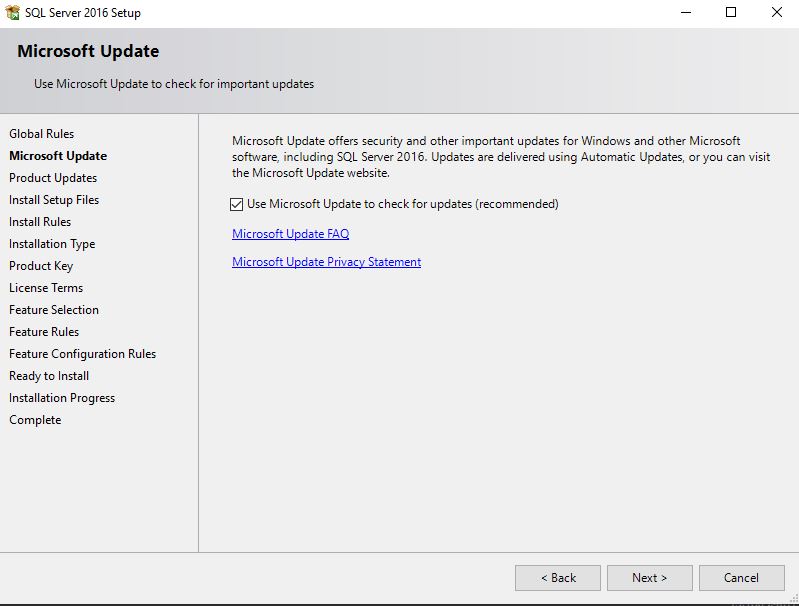 SQL Server 2016 Setup
Microsoft Update
Use Microsoft Update to check for important updates
Global Rules
Microsoft Update
Product Updates
Install Setup Files
Install Rules
Installation Type
Product Key
License Terms
Feature Selection
Feature Rules
Feature Configuration Rules
Ready to Install
Installation Progress
Complete
Microsoft Update offers security and other important updates for Windows and other Microsoft
software, including SQL Server 2016. Updates are delivered using Automatic Updates, or you can visit
the Microsoft Update website.
Use Microsoft Update to check for updates (recommended)
Microsoft Update FAQ
Microsoft Update Privacy Statement
< Back
Next >
Cancel